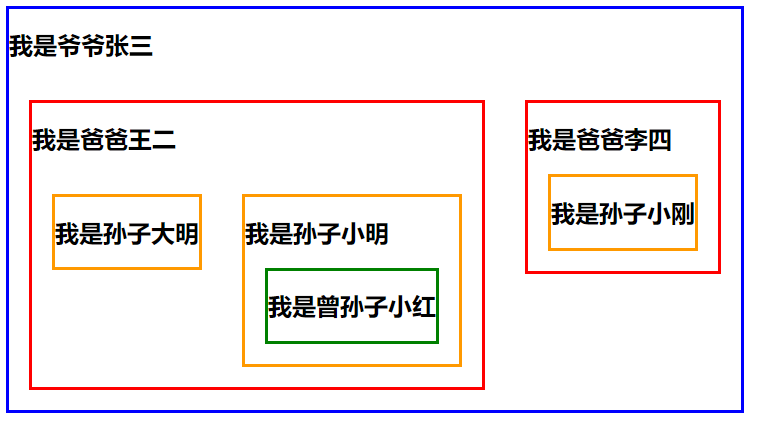 我是爷爷张三
我是爸爸王二
我是孙子大明
我是孙子小明
我是曾孙子小红
我是爸爸李四
我是孙子小刚